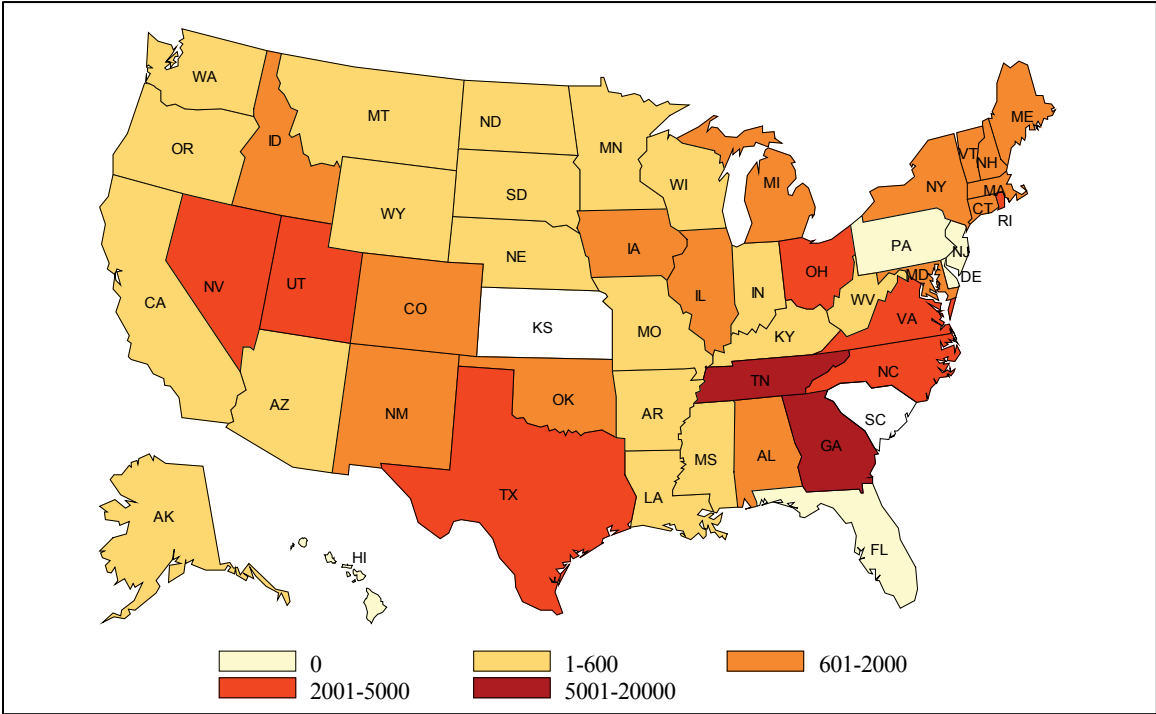 WA
MT
ND
MN
ME
OR
ID
VT
NH
WI
MI
NY
MA
SD
WY
CT
RI
IA
PA
NE
NJ
OH
MD
DE
NV
UT
IL
IN
CA
CO
WV
VA
KS
MO
KY
NC
TN
AZ
NM
OK
AR
SC
GA
MS
AL
TX
LA
AK
FL
HI
0
1-600
601-2000
2001-5000
5001-20000